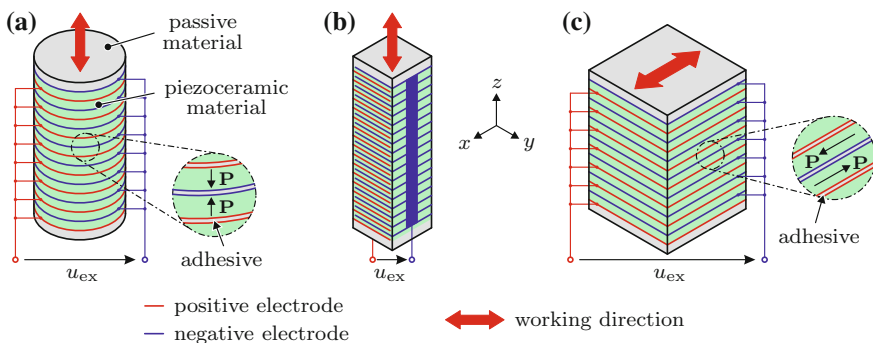 (a)
passive
material
piezoceramic
material
P
P
adhesive
u_ex
(b)
z
x
y
u_ex
(c)
P
P
adhesive
u_ex
positive electrode
negative electrode
working direction